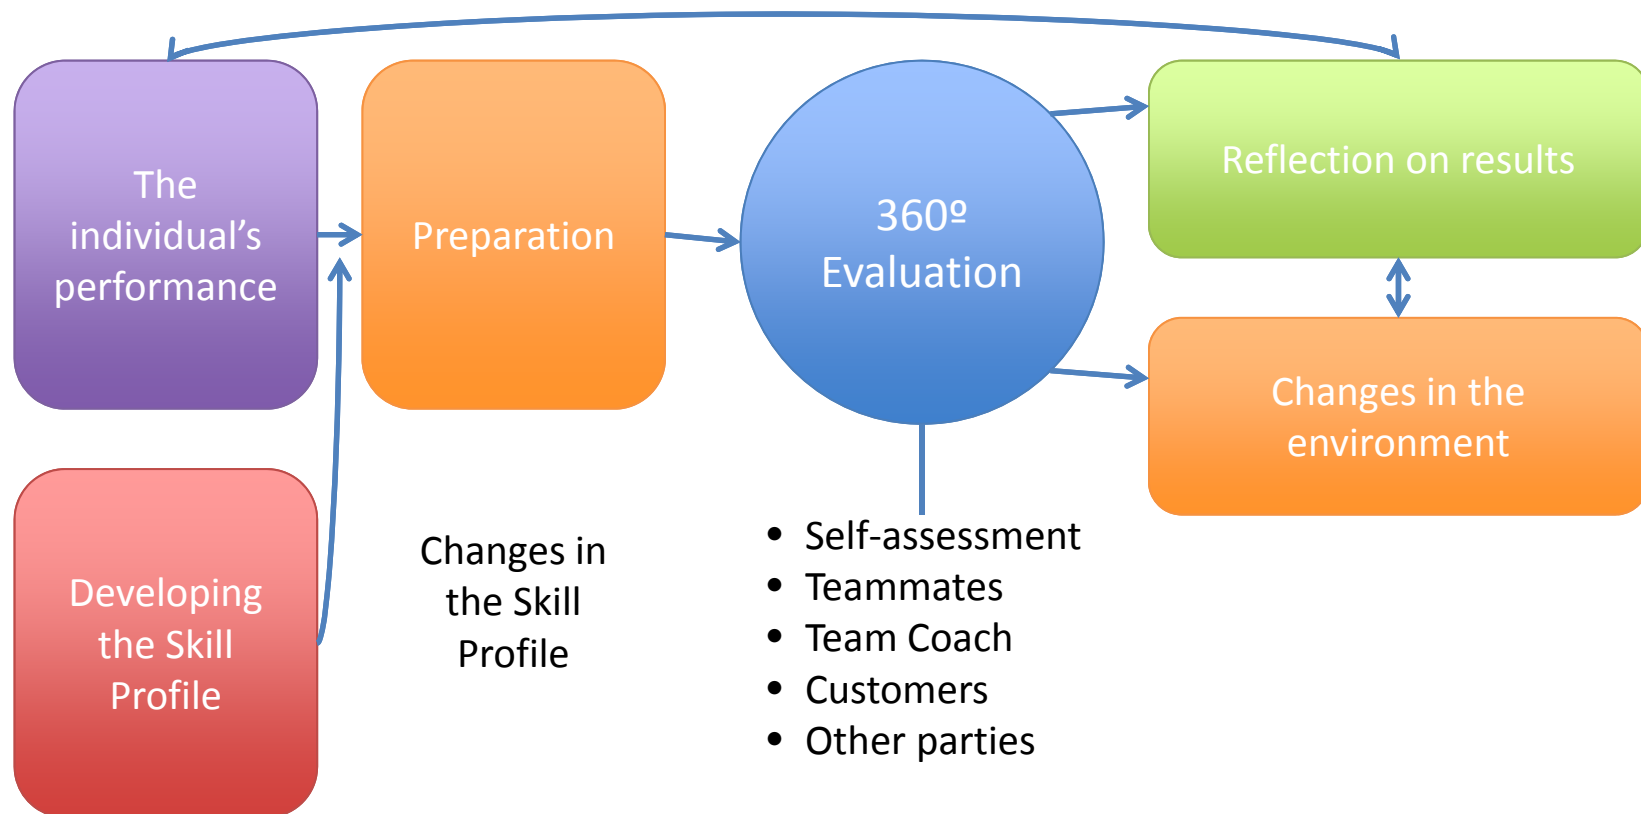 The
individual’s
performance
Preparation
360º
Evaluation
Reflection on results
Changes in the
environment
Developing
the Skill
Profile
Changes in
the Skill
Profile
• Self-assessment
• Teammates
• Team Coach
• Customers
• Other parties